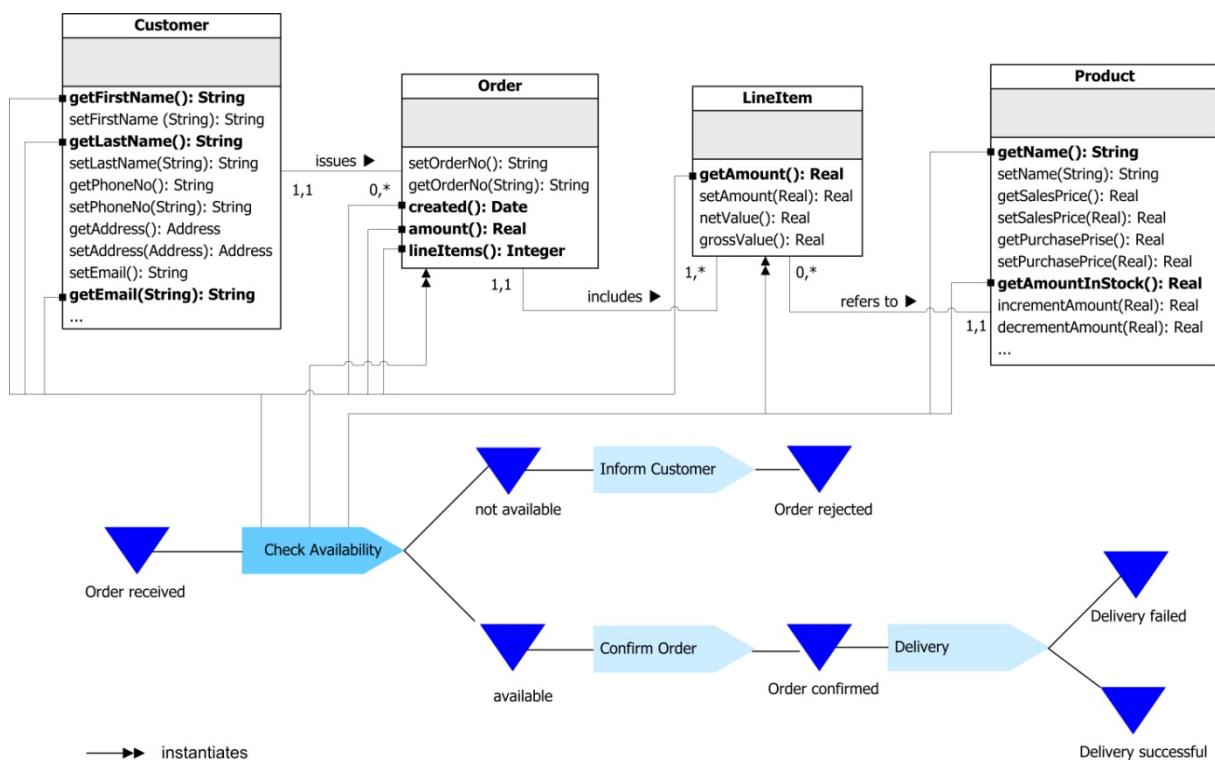 Customer
getFirstName(): String
setFirstName (String): String
getLastName(): String
setLastName(String): String
getPhoneNo(): String
setPhoneNo(String): String
getAddress(): Address
setAddress(Address): Address
setEmail(): String
getEmail(String): String
...
issues ►
1,1
0,*
Order
setOrderNo(): String
getOrderNo(String): String
created(): Date
amount(): Real
lineItems(): Integer
1,1
includes ►
1,*
LineItem
getAmount(): Real
setAmount(Real): Real
netValue(): Real
grossValue(): Real
0,*
refers to ►
1,1
Product
getName(): String
setName(String): String
getSalesPrice(): Real
setSalesPrice(Real): Real
getPurchasePrise(): Real
setPurchasePrice(Real): Real
getAmountInStock(): Real
incrementAmount(Real): Real
decrementAmount(Real): Real
...
Order received
Check Availability
not available
Inform Customer
Order rejected
available
Confirm Order
Order confirmed
Delivery
Delivery failed
Delivery successful
instantiates